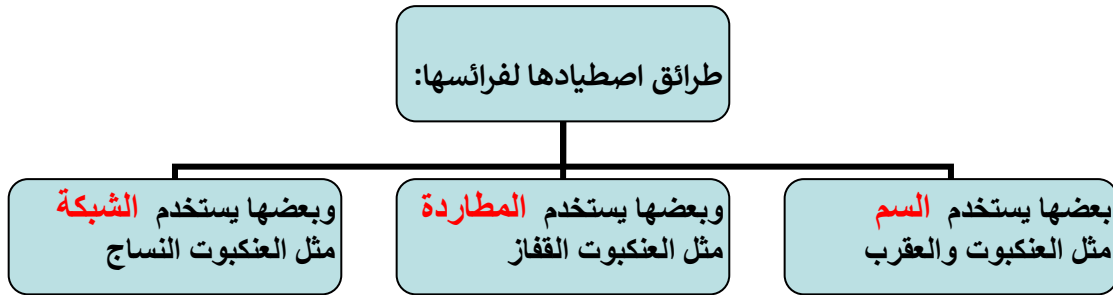 طرائق اصطيادها لفرائسها:
بعضها يستخدم السم
مثل العنكبوت والعقرب
وبعضها يستخدم المطاردة
مثل العنكبوت القفاز
وبعضها يستخدم الشبكة
مثل العنكبوت النساج